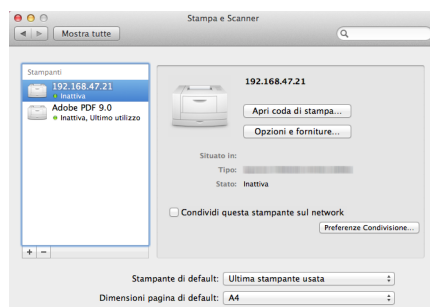 Stampa e Scanner
Mostra tutte
Stampanti
192.168.47.21
Inattiva
Adobe PDF 9.0
Inattiva, Ultimo utilizzo
192.168.47.21
Apri coda di stampa...
Opzioni e forniture...
Situato in:
Tipo:
Stato: Inattiva
Condividi questa stampante sul network
Preferenze Condivisione...
+ −
Stampante di default: Ultima stampante usata
Dimensioni pagina di default: A4